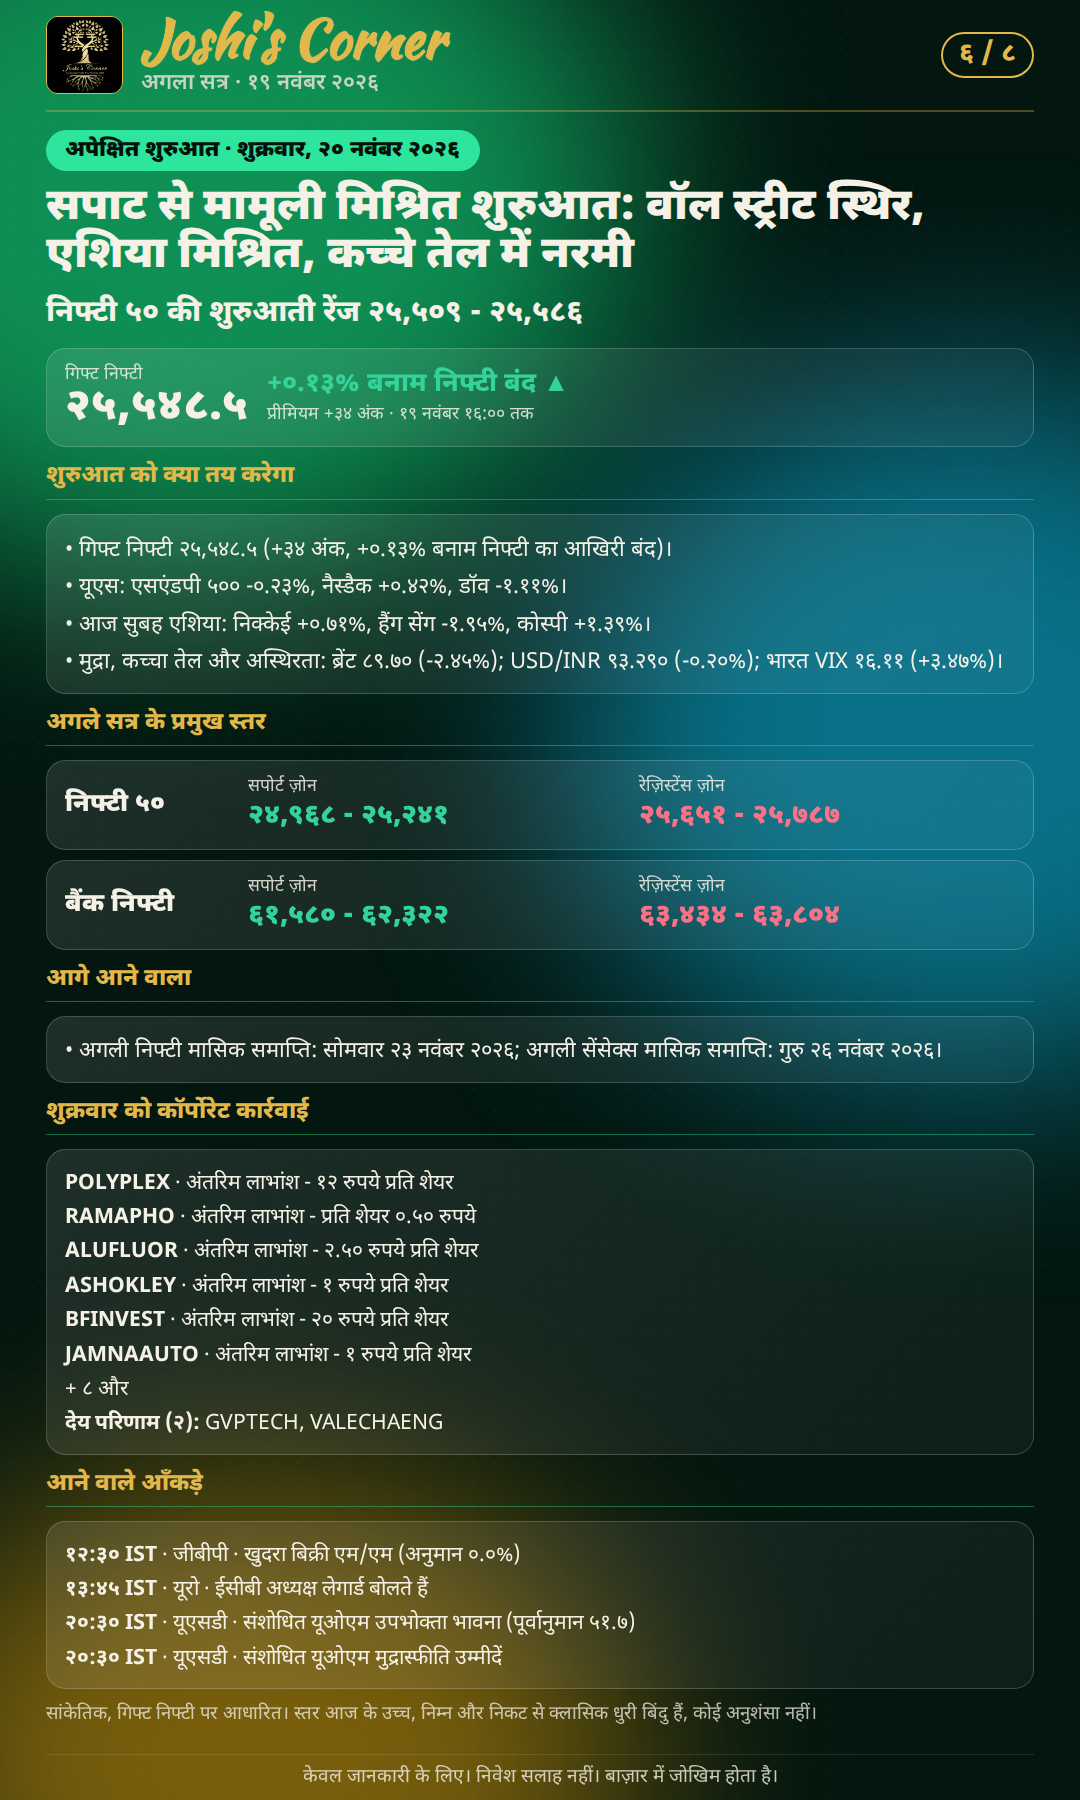 Joshi's Corner
Joshi's Corner
अगला सत्र · १९ नवंबर २०२६
६ / ८
अपेक्षित शुरुआत · शुक्रवार, २० नवंबर २०२६
सपाट से मामूली मिश्रित शुरुआत: वॉल स्ट्रीट स्थिर,
एशिया मिश्रित, कच्चे तेल में नरमी
निफ्टी ५० की शुरुआती रेंज २५,५०९ - २५,५८६
गिफ्ट निफ्टी
२५,५४८.५
+०.१३% बनाम निफ्टी बंद ▲
प्रीमियम +३४ अंक · १९ नवंबर १६:०० तक
शुरुआत को क्या तय करेगा
• गिफ्ट निफ्टी २५,५४८.५ (+३४ अंक, +०.१३% बनाम निफ्टी का आखिरी बंद)।
• यूएस: एसएंडपी ५०० -०.२३%, नैस्डैक +०.४२%, डॉव -१.११%।
• आज सुबह एशिया: निक्केई +०.७१%, हैंग सेंग -१.९५%, कोस्पी +१.३९%।
• मुद्रा, कच्चा तेल और अस्थिरता: ब्रेंट ८९.७० (-२.४५%); USD/INR ९३.२९० (-०.२०%); भारत VIX १६.११ (+३.४७%)।
अगले सत्र के प्रमुख स्तर
निफ्टी ५०
सपोर्ट ज़ोन
२४,९६८ - २५,२४१
रेज़िस्टेंस ज़ोन
२५,६५१ - २५,७८७
बैंक निफ्टी
सपोर्ट ज़ोन
६१,५८० - ६२,३२२
रेज़िस्टेंस ज़ोन
६३,४३४ - ६३,८०४
आगे आने वाला
• अगली निफ्टी मासिक समाप्ति: सोमवार २३ नवंबर २०२६; अगली सेंसेक्स मासिक समाप्ति: गुरु २६ नवंबर २०२६।
शुक्रवार को कॉर्पोरेट कार्रवाई
POLYPLEX · अंतरिम लाभांश - १२ रुपये प्रति शेयर
RAMAPHO · अंतरिम लाभांश - प्रति शेयर ०.५० रुपये
ALUFLUOR · अंतरिम लाभांश - २.५० रुपये प्रति शेयर
ASHOKLEY · अंतरिम लाभांश - १ रुपये प्रति शेयर
BFINVEST · अंतरिम लाभांश - २० रुपये प्रति शेयर
JAMNAAUTO · अंतरिम लाभांश - १ रुपये प्रति शेयर
+ ८ और
देय परिणाम (२): GVPTECH, VALECHAENG
आने वाले आँकड़े
१२:३० IST · जीबीपी · खुदरा बिक्री एम/एम (अनुमान ०.०%)
१३:४५ IST · यूरो · ईसीबी अध्यक्ष लेगार्ड बोलते हैं
२०:३० IST · यूएसडी · संशोधित यूओएम उपभोक्ता भावना (पूर्वानुमान ५१.७)
२०:३० IST · यूएसडी · संशोधित यूओएम मुद्रास्फीति उम्मीदें
सांकेतिक, गिफ्ट निफ्टी पर आधारित। स्तर आज के उच्च, निम्न और निकट से क्लासिक धुरी बिंदु हैं, कोई अनुशंसा नहीं।
केवल जानकारी के लिए। निवेश सलाह नहीं। बाज़ार में जोखिम होता है।